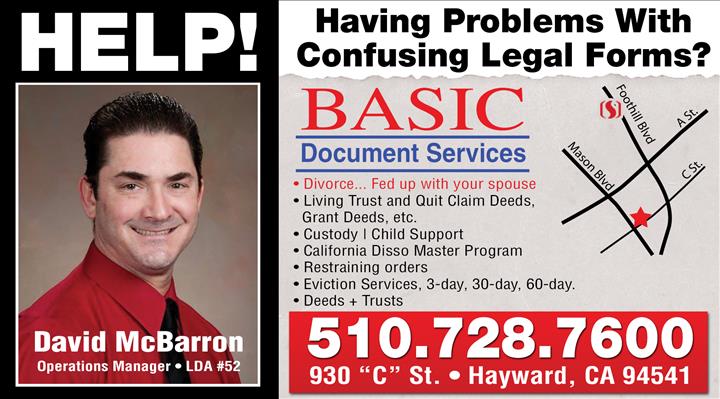 HELP!
David McBarron
Operations Manager • LDA #52
Having Problems With
Confusing Legal Forms?
BASIC
Document Services
• Divorce... Fed up with your spouse
• Living Trust and Quit Claim Deeds,
Grant Deeds, etc.
• Custody | Child Support
• California Disso Master Program
• Restraining orders
• Eviction Services, 3-day, 30-day, 60-day.
• Deeds + Trusts
Foothill Blvd
A St.
Mason Blvd
C St.
510.728.7600
930 “C” St. • Hayward, CA 94541